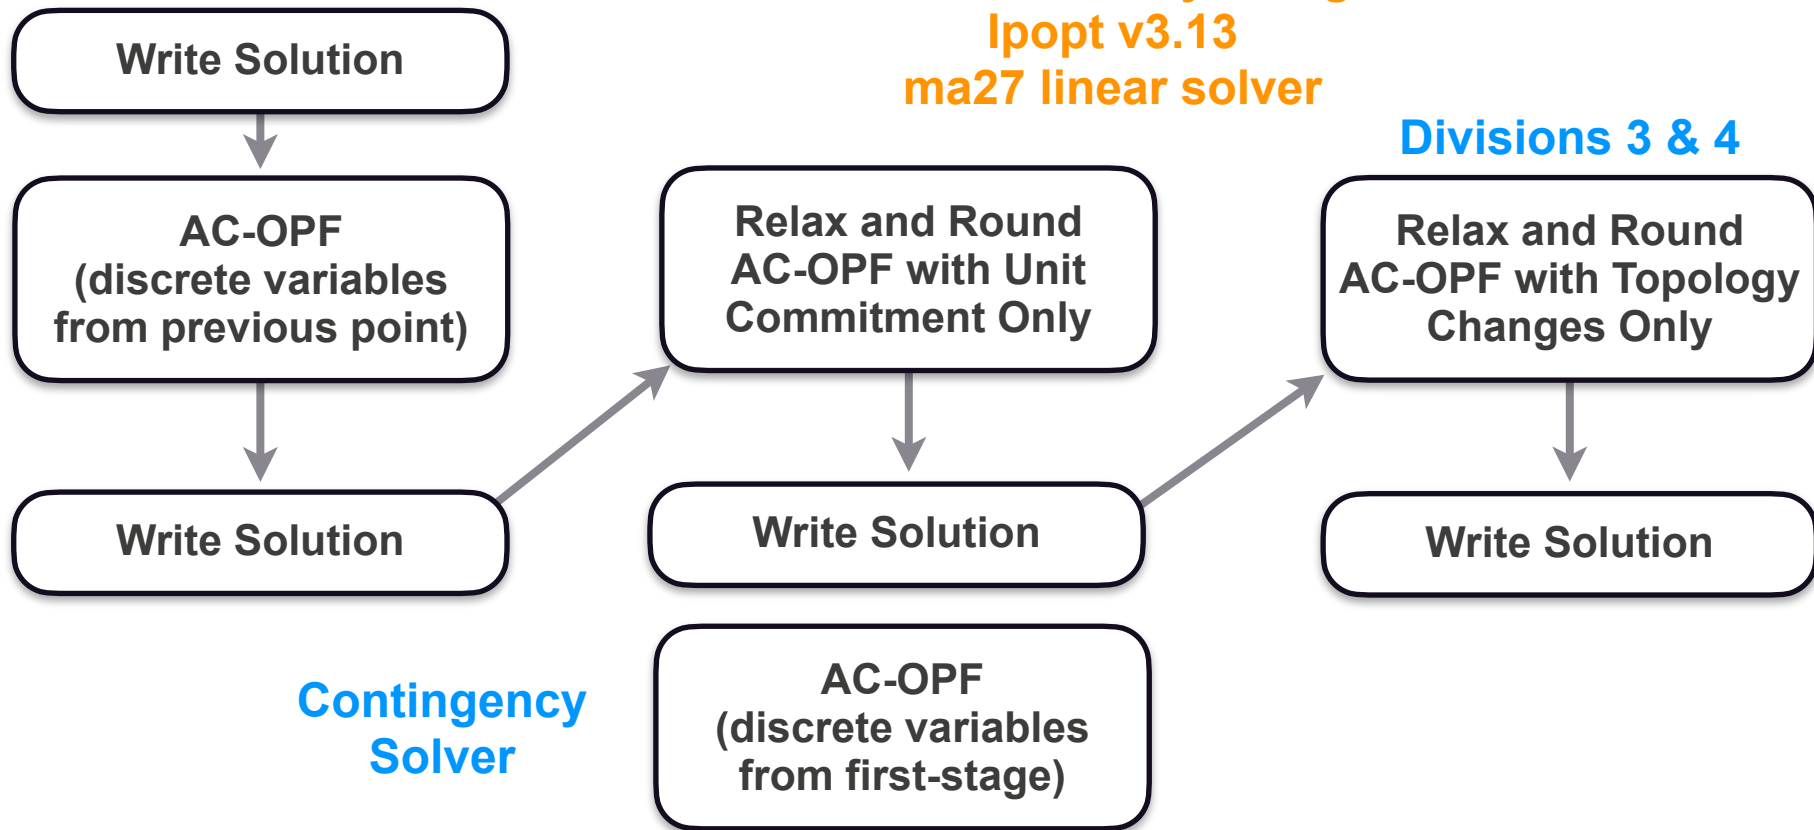 Write Solution
Ipopt v3.13
ma27 linear solver
Divisions 3 & 4
AC-OPF
(discrete variables
from previous point)
Relax and Round
AC-OPF with Unit
Commitment Only
Relax and Round
AC-OPF with Topology
Changes Only
Write Solution
Write Solution
Write Solution
Contingency
Solver
AC-OPF
(discrete variables
from first-stage)